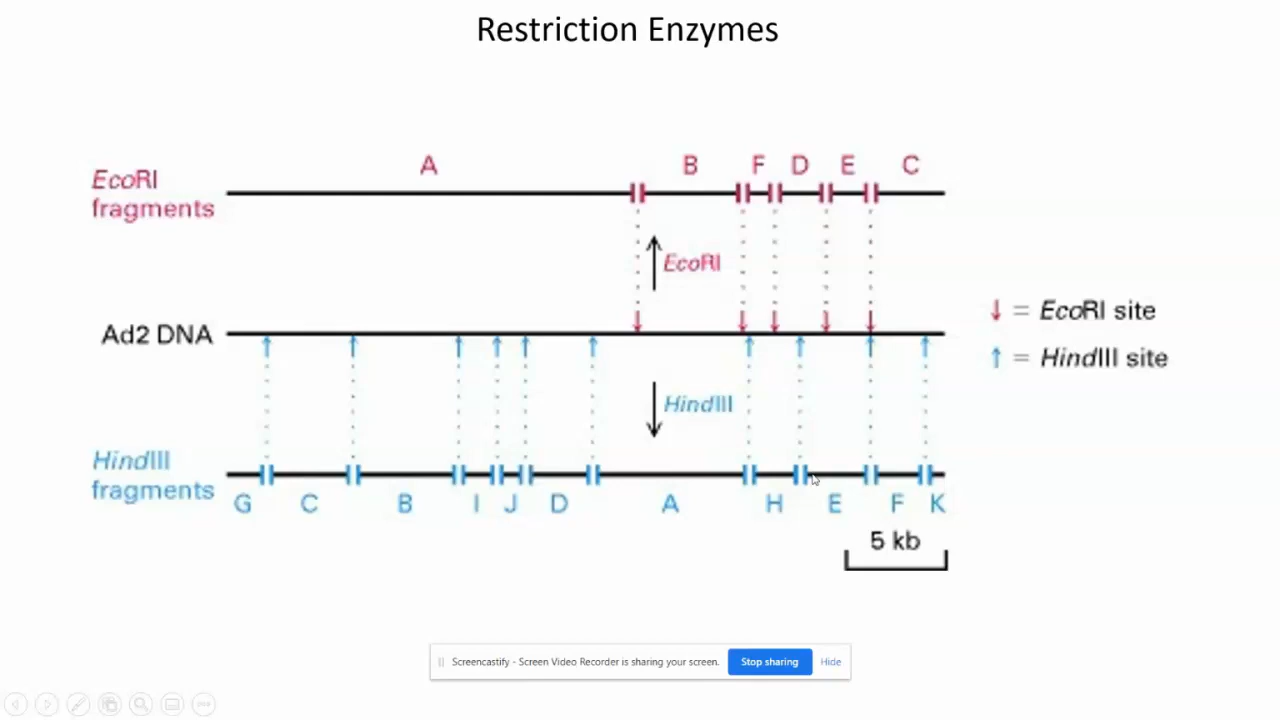 Restriction Enzymes
A B F D E C
EcoRI
fragments
EcoRI
Ad2 DNA
↓ = EcoRI site
↑ = HindIII site
HindIII
HindIII
fragments
G C B I J D A H E F K
5 kb
Screencastify - Screen Video Recorder is sharing your screen. Stop sharing Hide